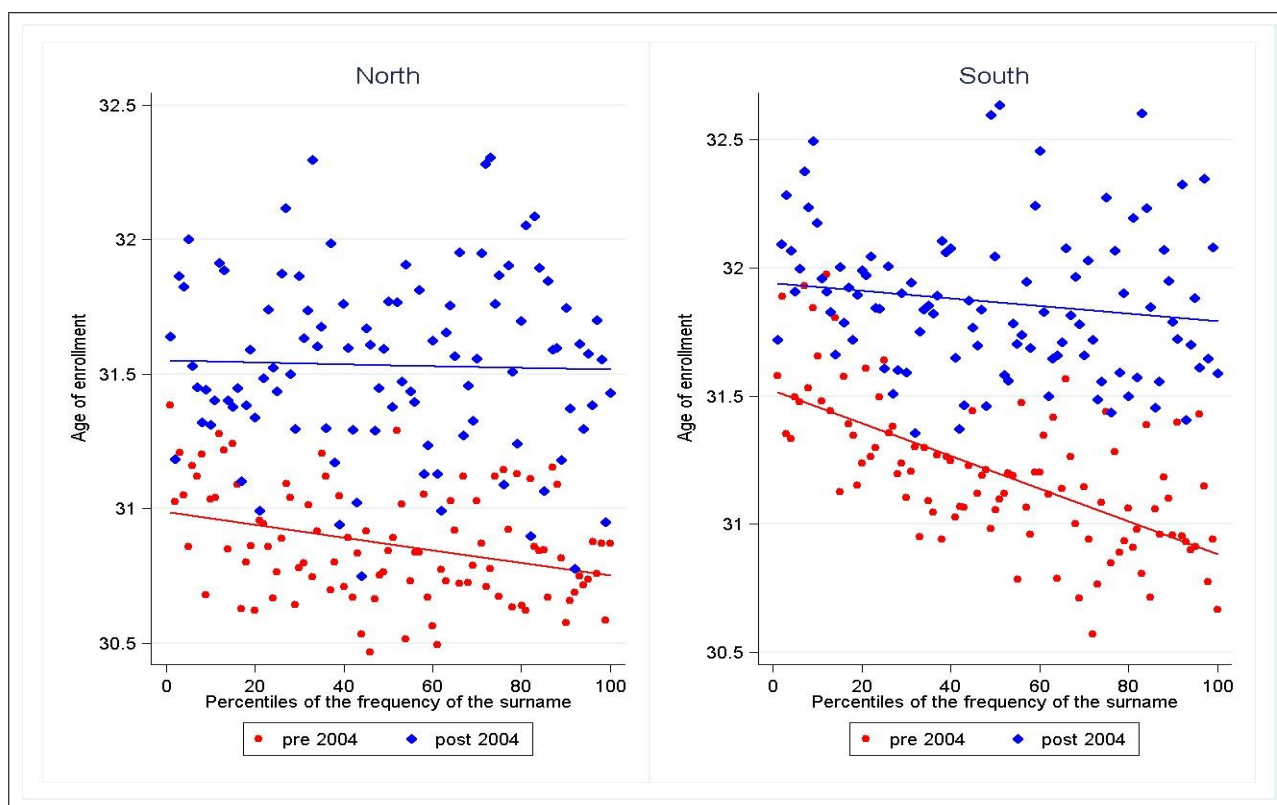 North
32.5
32
31.5
31
30.5
Age of enrollment
0 20 40 60 80 100
Percentiles of the frequency of the surname
pre 2004 post 2004
South
32.5
32
31.5
31
30.5
Age of enrollment
0 20 40 60 80 100
Percentiles of the frequency of the surname
pre 2004 post 2004